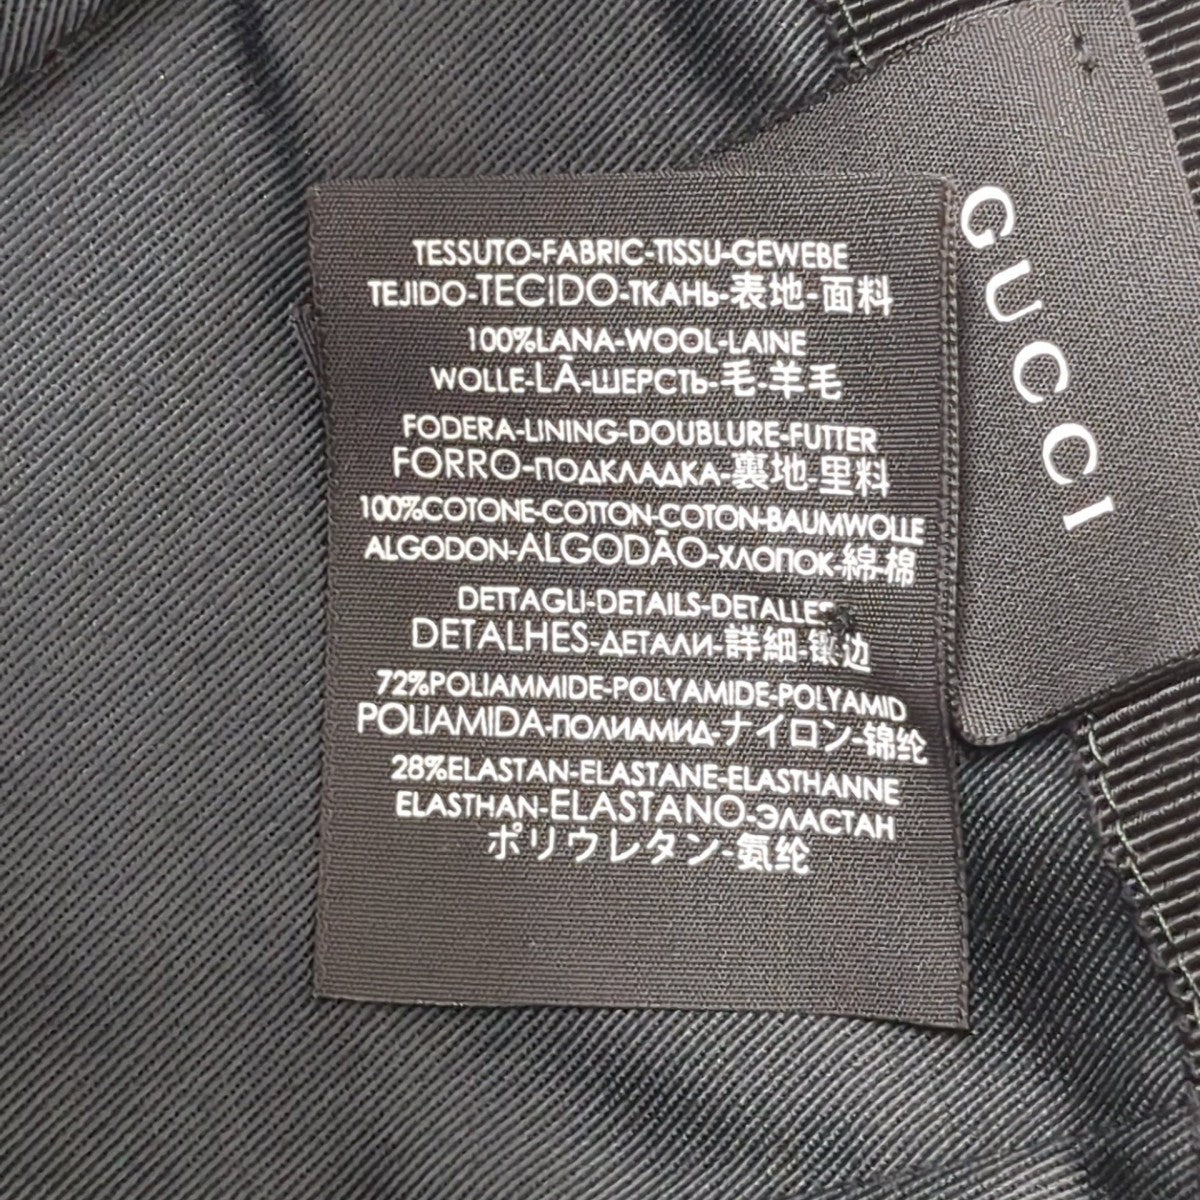 TESSUTO-FABRIC-TISSU-GEWEBE
TEJIDO-TECIDO-ТКАНЬ-表地-面料
100%LANA-WOOL-LAINE
WOLLE-LÃ-ШЕРСТЬ-毛-羊毛
FODERA-LINING-DOUBLURE-FUTTER
FORRO-ПОДКЛАДКА-裏地-里料
100%COTONE-COTTON-COTON-BAUMWOLLE
ALGODON-ALGODÃO-ХЛОПОК-綿-棉
DETTAGLI-DETAILS-DETALLES
DETALHES-ДЕТАЛИ-詳細-镶边
72%POLIAMMIDE-POLYAMIDE-POLYAMID
POLIAMIDA-ПОЛИАМИД-ナイロン-锦纶
28%ELASTAN-ELASTANE-ELASTHANNE
ELASTHAN-ELASTANO-ЭЛАСТАН
ポリウレタン-氨纶
GUCCI